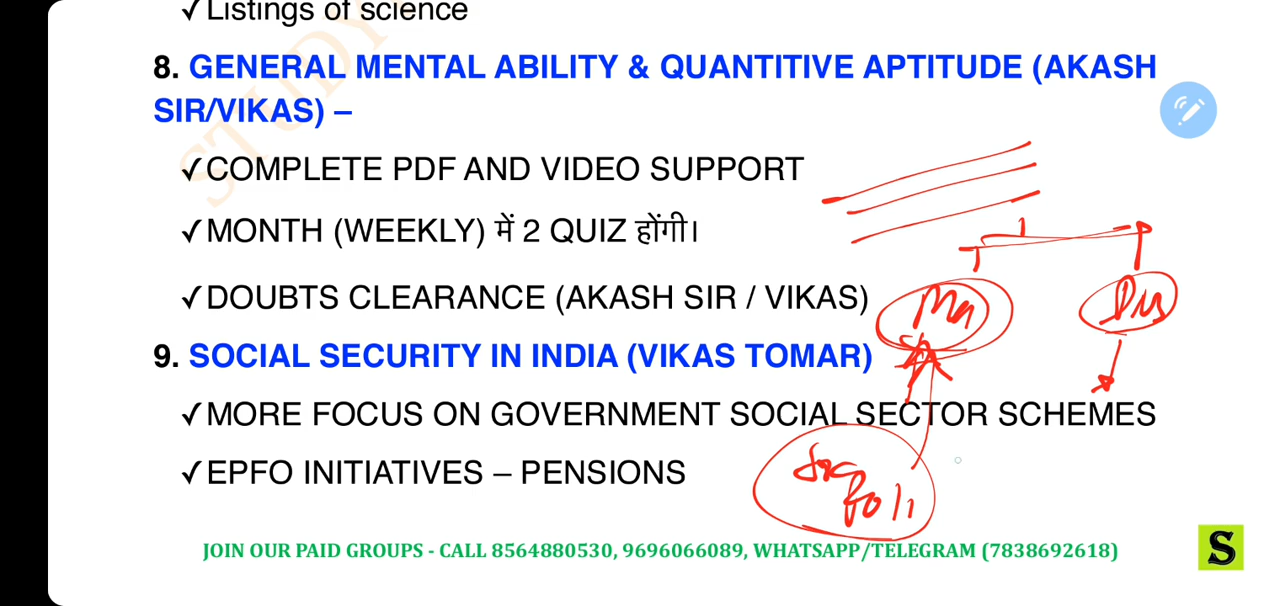 ✓Listings of science
8. GENERAL MENTAL ABILITY & QUANTITIVE APTITUDE (AKASH
SIR/VIKAS) –
✓COMPLETE PDF AND VIDEO SUPPORT
✓MONTH (WEEKLY) में 2 QUIZ होंगी।
✓DOUBTS CLEARANCE (AKASH SIR / VIKAS)
9. SOCIAL SECURITY IN INDIA (VIKAS TOMAR)
✓MORE FOCUS ON GOVERNMENT SOCIAL SECTOR SCHEMES
✓EPFO INITIATIVES – PENSIONS
JOIN OUR PAID GROUPS - CALL 8564880530, 9696066089, WHATSAPP/TELEGRAM (7838692618)
S
STUDY